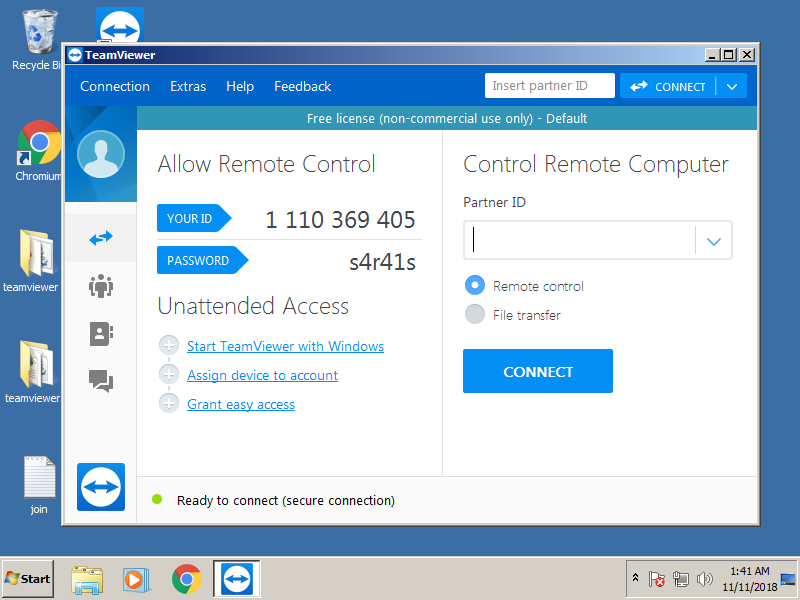 Recycle Bi
TeamViewer
Connection Extras Help Feedback
Insert partner ID
CONNECT
Free license (non-commercial use only) - Default
Allow Remote Control
YOUR ID 1 110 369 405
PASSWORD s4r41s
Unattended Access
Start TeamViewer with Windows
Assign device to account
Grant easy access
Control Remote Computer
Partner ID
Remote control
File transfer
CONNECT
Ready to connect (secure connection)
Chromium
teamviewer
teamviewer
join
Start
1:41 AM
11/11/2018